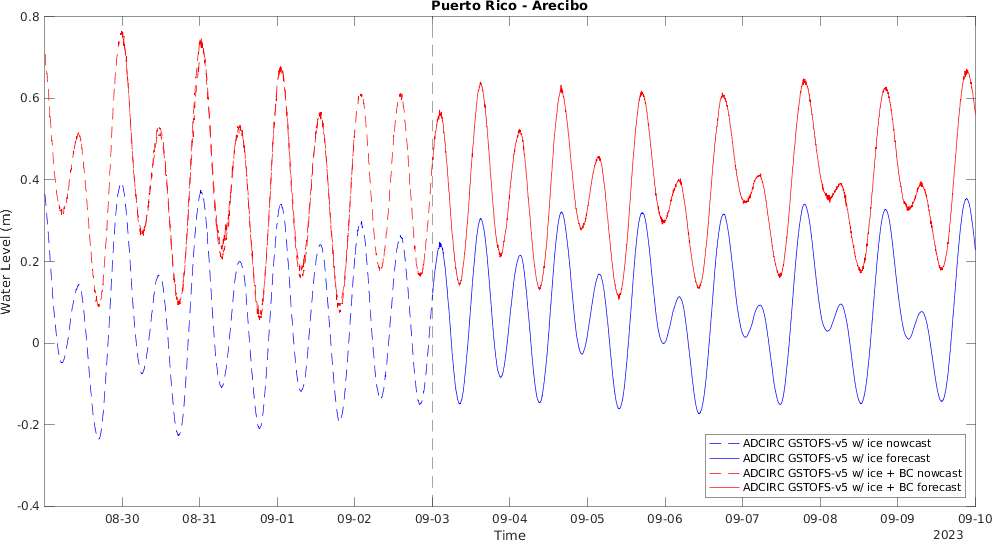 Puerto Rico - Arecibo
0.8
0.6
0.4
0.2
0
-0.2
-0.4
Water Level (m)
ADCIRC GSTOFS-v5 w/ ice nowcast
ADCIRC GSTOFS-v5 w/ ice forecast
ADCIRC GSTOFS-v5 w/ ice + BC nowcast
ADCIRC GSTOFS-v5 w/ ice + BC forecast
08-30 08-31 09-01 09-02 09-03 09-04 09-05 09-06 09-07 09-08 09-09 09-10
Time
2023